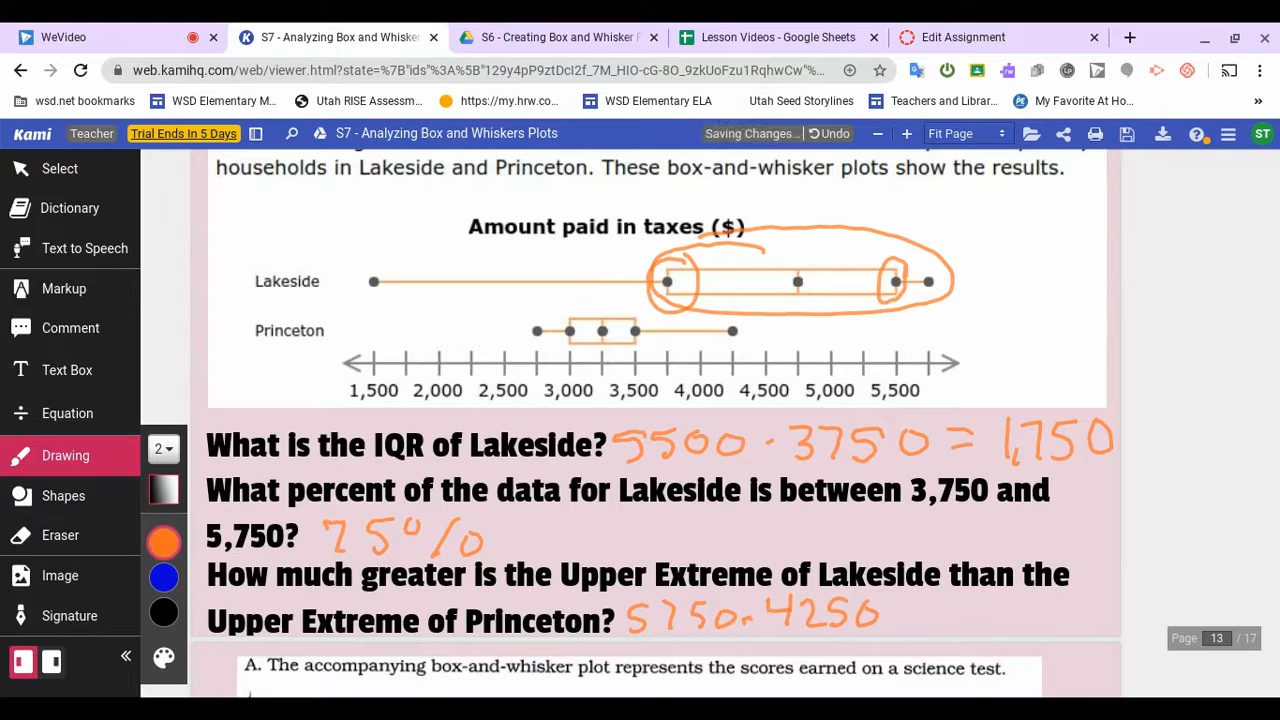 WeVideo
S7 - Analyzing Box and Whisker
S6 - Creating Box and Whisker P
Lesson Videos - Google Sheets
Edit Assignment
web.kamihq.com/web/viewer.html?state=%7B"ids"%3A%5B"129y4pP9ztDcI2f_7M_HIO-cG-8O_9zkUoFzu1RqhwCw"%...
wsd.net bookmarks
WSD Elementary M...
Utah RISE Assessm...
https://my.hrw.co...
WSD Elementary ELA
Utah Seed Storylines
Teachers and Librar...
My Favorite At Ho...
»
Kami
Teacher
Trial Ends In 5 Days
S7 - Analyzing Box and Whiskers Plots
Saving Changes...
Undo
Fit Page
ST
Select
Dictionary
Text to Speech
Markup
Comment
Text Box
Equation
Drawing
Shapes
Eraser
Image
Signature
2
households in Lakeside and Princeton. These box-and-whisker plots show the results.
Amount paid in taxes ($)
Lakeside
Princeton
1,500 2,000 2,500 3,000 3,500 4,000 4,500 5,000 5,500
What is the IQR of Lakeside? 5500 - 3750 = 1,750
What percent of the data for Lakeside is between 3,750 and
5,750? 75%
How much greater is the Upper Extreme of Lakeside than the
Upper Extreme of Princeton? 5750 - 4250
Page 13 / 17
A. The accompanying box-and-whisker plot represents the scores earned on a science test.